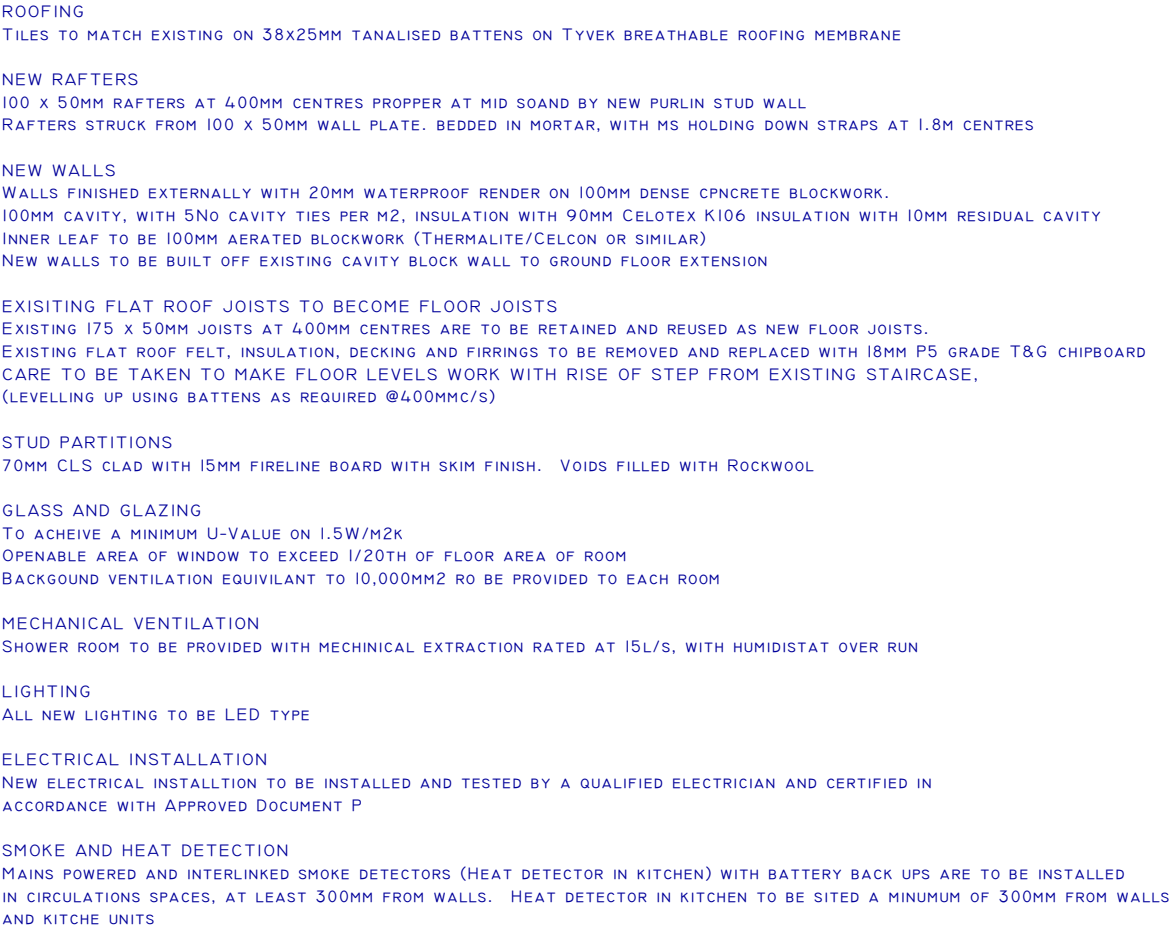 ROOFING
Tiles to match existing on 38x25mm tanalised battens on Tyvek breathable roofing membrane
NEW RAFTERS
100 x 50mm rafters at 400mm centres propper at mid soand by new purlin stud wall
Rafters struck from 100 x 50mm wall plate. bedded in mortar, with ms holding down straps at 1.8m centres
NEW WALLS
Walls finished externally with 20mm waterproof render on 100mm dense cpncrete blockwork.
100mm cavity, with 5No cavity ties per m2, insulation with 90mm Celotex K106 insulation with 10mm residual cavity
Inner leaf to be 100mm aerated blockwork (Thermalite/Celcon or similar)
New walls to be built off existing cavity block wall to ground floor extension
EXISITING FLAT ROOF JOISTS TO BECOME FLOOR JOISTS
Existing 175 x 50mm joists at 400mm centres are to be retained and reused as new floor joists.
Existing flat roof felt, insulation, decking and firrings to be removed and replaced with 18mm P5 grade T&G chipboard
CARE TO BE TAKEN TO MAKE FLOOR LEVELS WORK WITH RISE OF STEP FROM EXISTING STAIRCASE,
(levelling up using battens as required @400mmc/s)
STUD PARTITIONS
70mm CLS clad with 15mm fireline board with skim finish. Voids filled with Rockwool
GLASS AND GLAZING
To acheive a minimum U-Value on 1.5W/m2k
Openable area of window to exceed 1/20th of floor area of room
Backgound ventilation equivilant to 10,000mm2 ro be provided to each room
MECHANICAL VENTILATION
Shower room to be provided with mechinical extraction rated at 15l/s, with humidistat over run
LIGHTING
All new lighting to be LED type
ELECTRICAL INSTALLATION
New electrical installtion to be installed and tested by a qualified electrician and certified in
accordance with Approved Document P
SMOKE AND HEAT DETECTION
Mains powered and interlinked smoke detectors (Heat detector in kitchen) with battery back ups are to be installed
in circulations spaces, at least 300mm from walls. Heat detector in kitchen to be sited a minumum of 300mm from walls
and kitche units